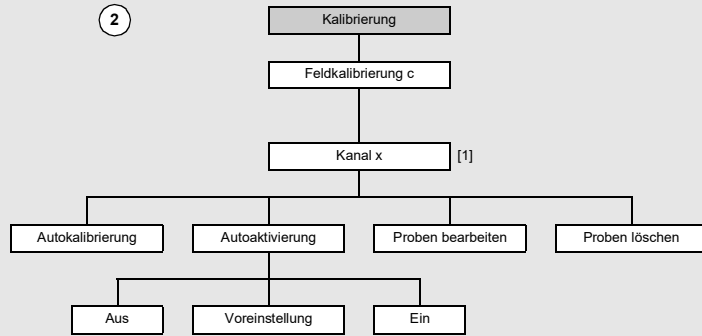 2
Kalibrierung
Feldkalibrierung c
Kanal x [1]
Autokalibrierung Autoaktivierung Proben bearbeiten Proben löschen
Aus Voreinstellung Ein